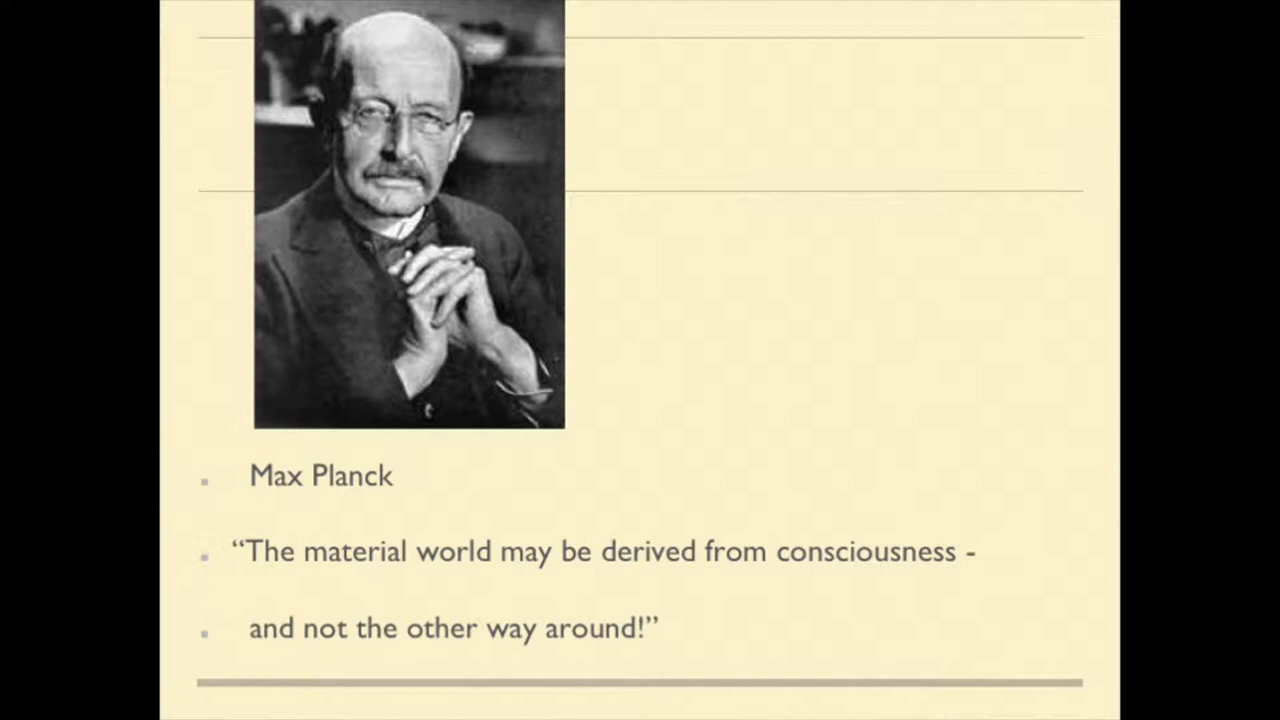 Max Planck
“The material world may be derived from consciousness -
and not the other way around!”